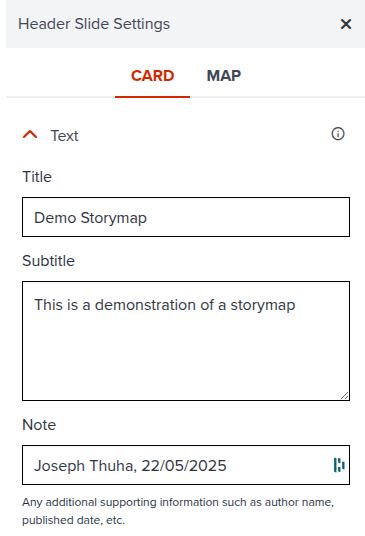 Header Slide Settings
CARD MAP
Text
Title
Demo Storymap
Subtitle
This is a demonstration of a storymap
Note
Joseph Thuha, 22/05/2025
Any additional supporting information such as author name,
published date, etc.